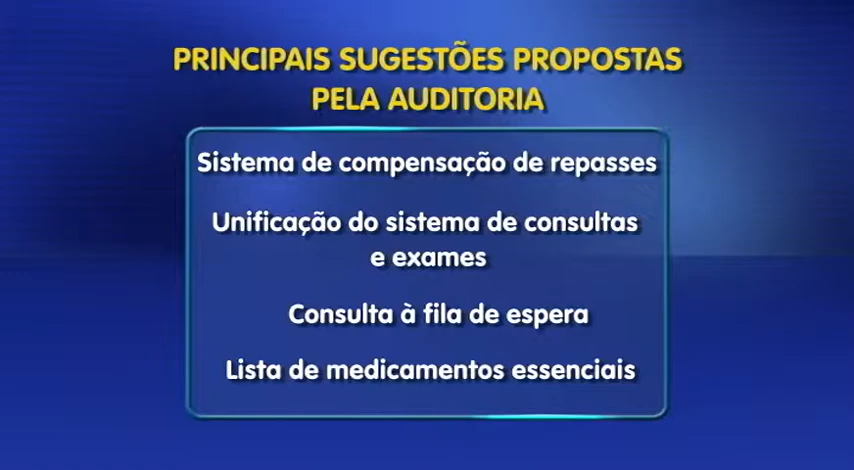 PRINCIPAIS SUGESTÕES PROPOSTAS
PELA AUDITORIA
Sistema de compensação de repasses
Unificação do sistema de consultas
e exames
Consulta à fila de espera
Lista de medicamentos essenciais